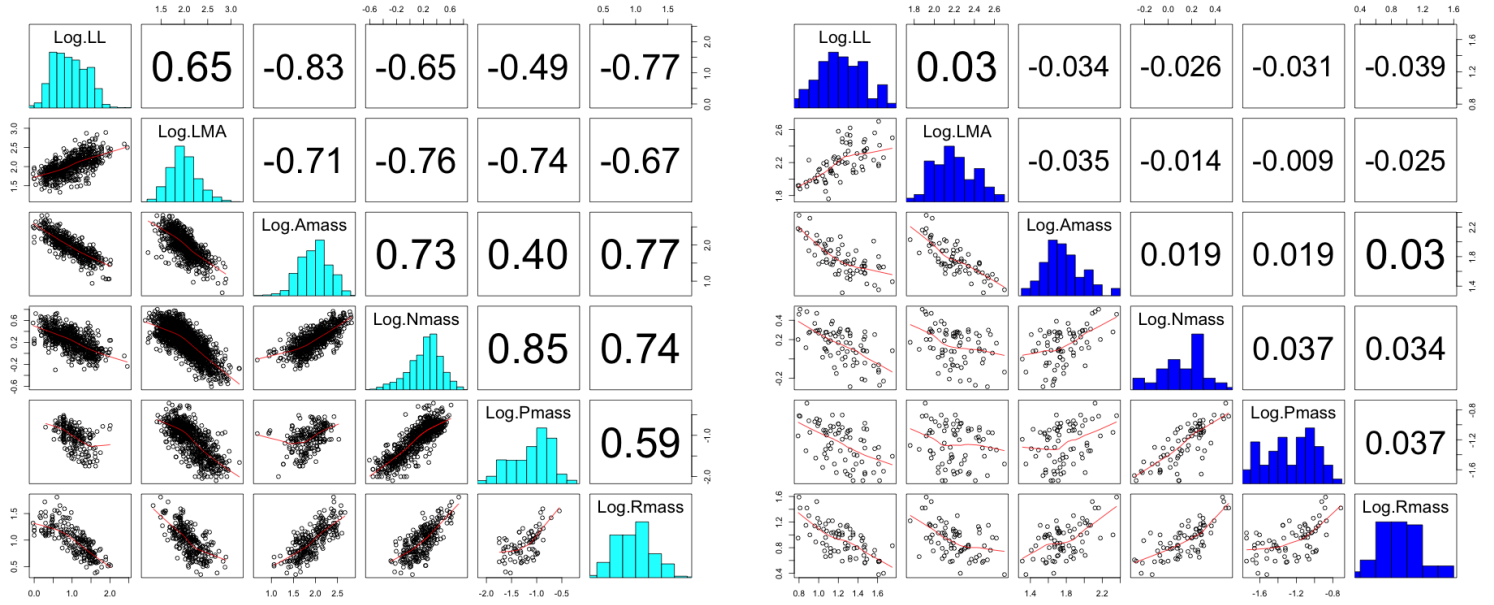 1.5 2.0 2.5 3.0 -0.6 -0.2 0.2 0.6 0.5 1.0 1.5
Log.LL 0.65 -0.83 -0.65 -0.49 -0.77 0.0 1.0 2.0
1.5 2.0 2.5 3.0 Log.LMA -0.71 -0.76 -0.74 -0.67
Log.Amass 0.73 0.40 0.77 1.0 2.0
-0.6 -0.2 0.2 0.6 Log.Nmass 0.85 0.74
Log.Pmass 0.59 -2.0 -1.0
0.5 1.0 1.5 Log.Rmass
0.0 1.0 2.0 1.0 1.5 2.0 2.5 -2.0 -1.5 -1.0 -0.5
1.8 2.0 2.2 2.4 2.6 -0.2 0.0 0.2 0.4 0.4 0.8 1.2 1.6
Log.LL 0.03 -0.034 -0.026 -0.031 -0.039 0.8 1.2 1.6
1.8 2.2 2.6 Log.LMA -0.035 -0.014 -0.009 -0.025
Log.Amass 0.019 0.019 0.03 1.4 1.8 2.2
-0.2 0.2 0.4 Log.Nmass 0.037 0.034
Log.Pmass 0.037 -1.6 -1.2 -0.8
0.4 0.8 1.2 1.6 Log.Rmass
0.8 1.0 1.2 1.4 1.6 1.4 1.8 2.2 -1.6 -1.2 -0.8